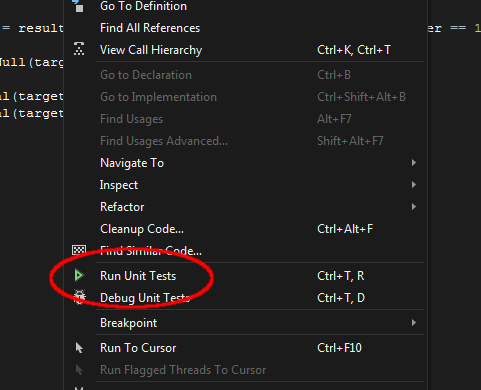 Go To Definition
= result Find All References er == 1
View Call Hierarchy Ctrl+K, Ctrl+T
Null(targ
Go to Declaration Ctrl+B
al(target Go to Implementation Ctrl+Shift+Alt+B
al(target Find Usages Alt+F7
Find Usages Advanced... Shift+Alt+F7
Navigate To
Inspect
Refactor
Cleanup Code... Ctrl+Alt+F
Find Similar Code...
Run Unit Tests Ctrl+T, R
Debug Unit Tests Ctrl+T, D
Breakpoint
Run To Cursor Ctrl+F10
Run Flagged Threads To Cursor